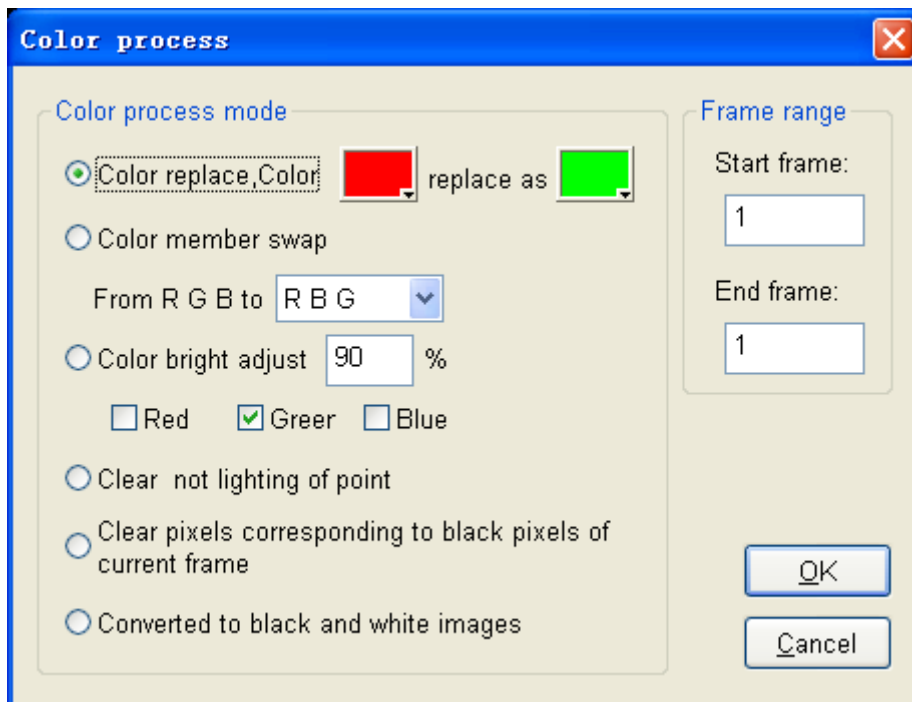 Color process
Color process mode
Color replace,Color replace as
Color member swap
From R G B to R B G
Color bright adjust 90 %
Red Greer Blue
Clear not lighting of point
Clear pixels corresponding to black pixels of
current frame
Converted to black and white images
Frame range
Start frame:
1
End frame:
1
OK
Cancel